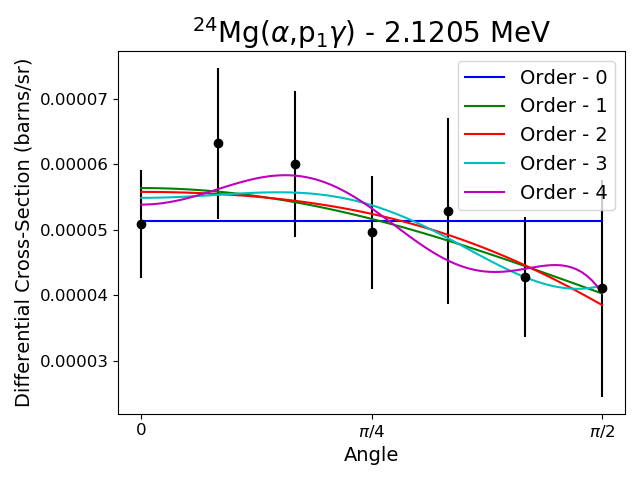 ²⁴Mg(α,p₁γ) - 2.1205 MeV
Differential Cross-Section (barns/sr)
0.00007
0.00006
0.00005
0.00004
0.00003
Order - 0
Order - 1
Order - 2
Order - 3
Order - 4
0
π/4
π/2
Angle